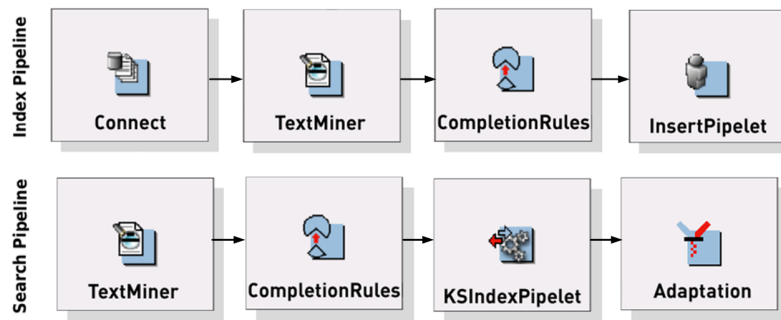 Index Pipeline
Connect
TextMiner
CompletionRules
InsertPipelet
Search Pipeline
TextMiner
CompletionRules
KSIndexPipelet
Adaptation